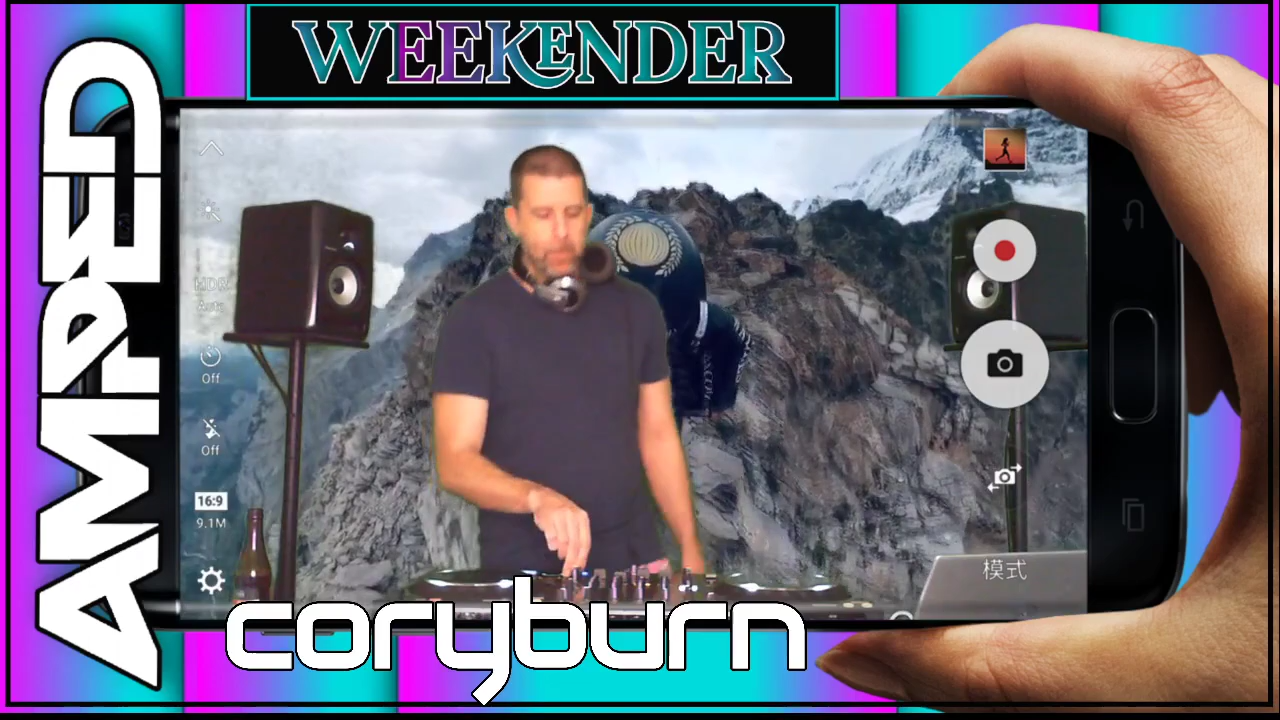 WEEKENDER
AMPED
HDR
Auto
Off
Off
16:9
9.1M
模式
coryburn